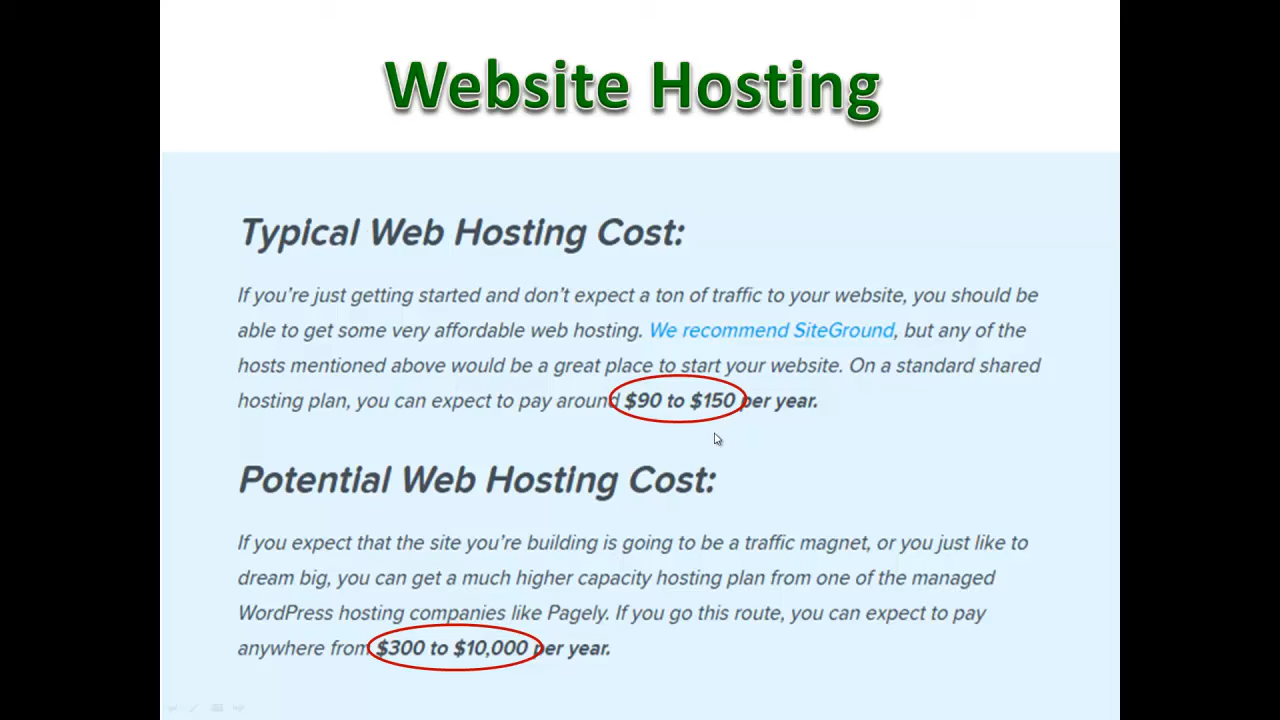 Website Hosting
Typical Web Hosting Cost:
If you're just getting started and don't expect a ton of traffic to your website, you should be
able to get some very affordable web hosting. We recommend SiteGround, but any of the
hosts mentioned above would be a great place to start your website. On a standard shared
hosting plan, you can expect to pay around $90 to $150 per year.
Potential Web Hosting Cost:
If you expect that the site you're building is going to be a traffic magnet, or you just like to
dream big, you can get a much higher capacity hosting plan from one of the managed
WordPress hosting companies like Pagely. If you go this route, you can expect to pay
anywhere from $300 to $10,000 per year.